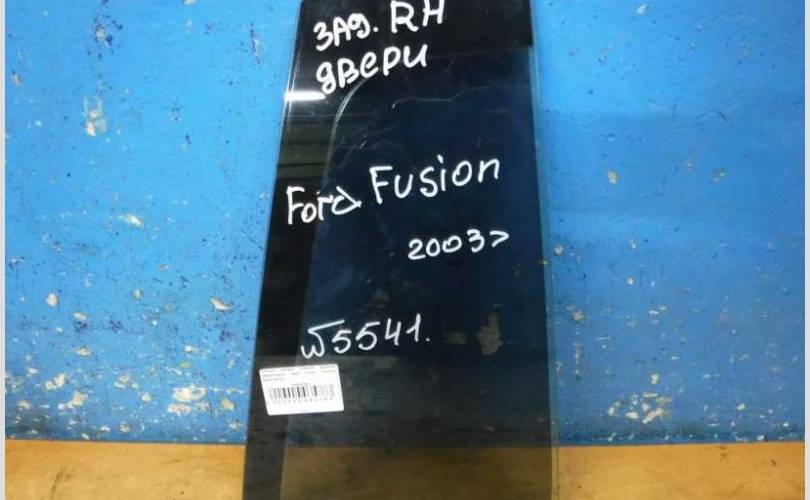 зад. RH
двери
Ford Fusion
2003>
W5541.